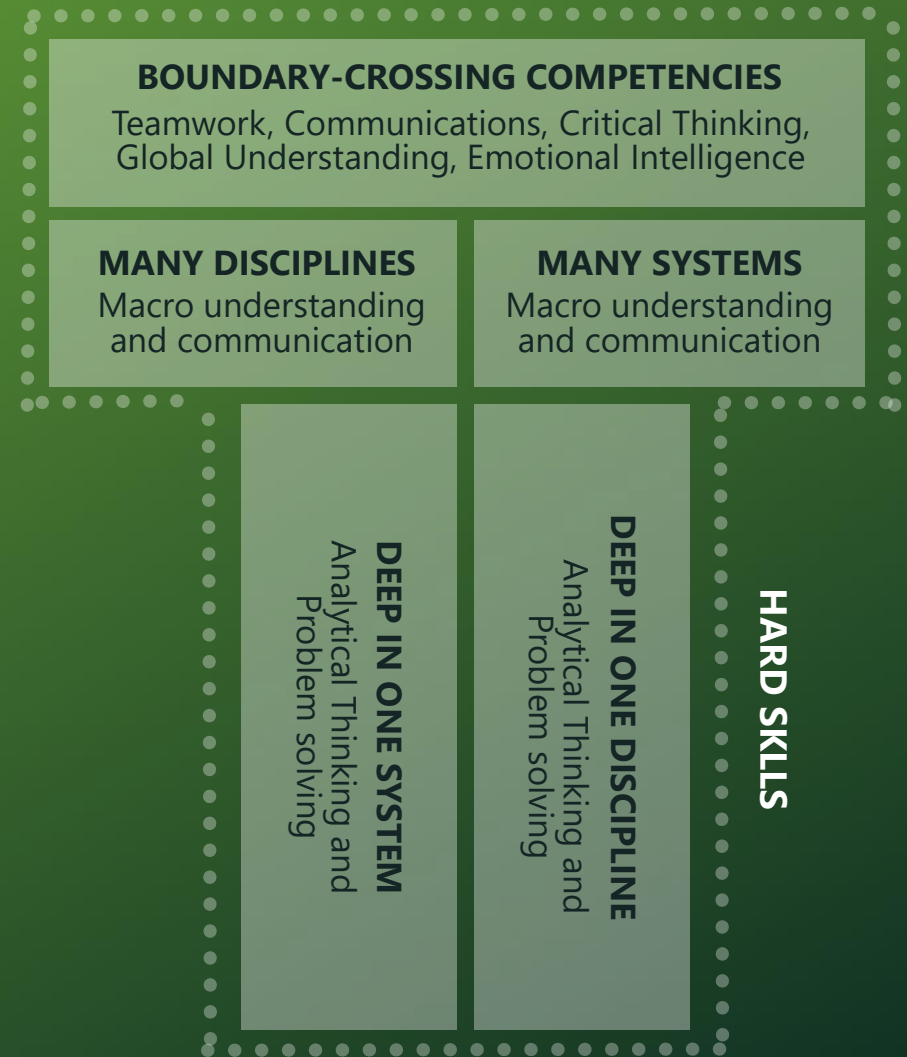 BOUNDARY-CROSSING COMPETENCIES
Teamwork, Communications, Critical Thinking,
Global Understanding, Emotional Intelligence
MANY DISCIPLINES
Macro understanding
and communication
MANY SYSTEMS
Macro understanding
and communication
DEEP IN ONE SYSTEM
Analytical Thinking and
Problem solving
DEEP IN ONE DISCIPLINE
Analytical Thinking and
Problem solving
HARD SKLLS